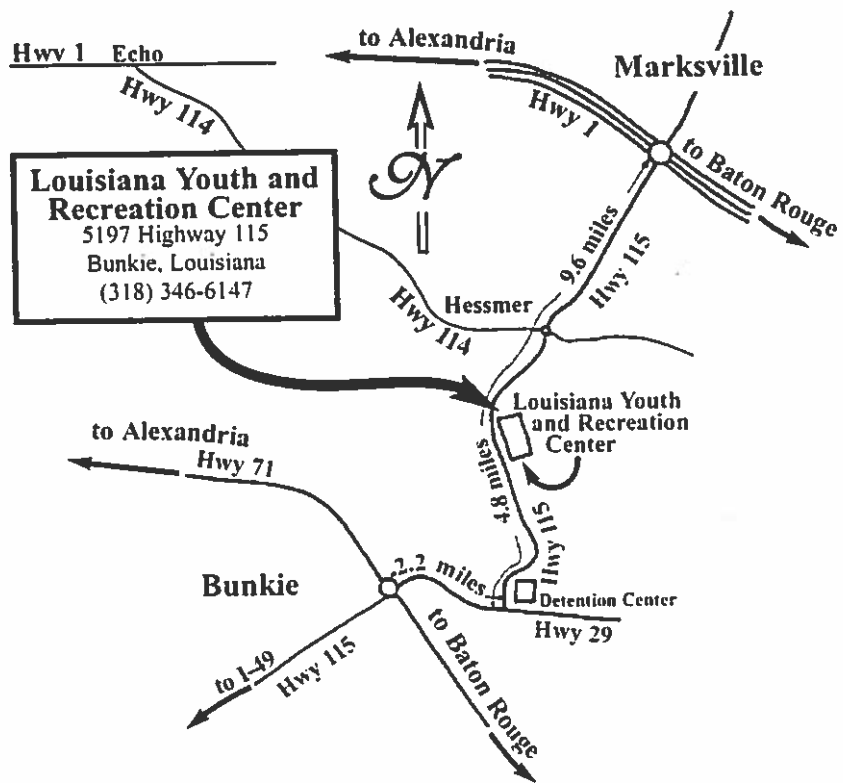 Hwy 1 Echo
to Alexandria
Marksville
Hwy 114
Hwy 1
to Baton Rouge
N
Louisiana Youth and
Recreation Center
5197 Highway 115
Bunkie, Louisiana
(318) 346-6147
9.6 miles
Hwy 115
Hessmer
Hwy 114
Louisiana Youth
and Recreation
Center
to Alexandria
Hwy 71
4.8 miles
Hwy 115
Bunkie
2.2 miles
Detention Center
Hwy 29
to I-49
Hwy 115
to Baton Rouge